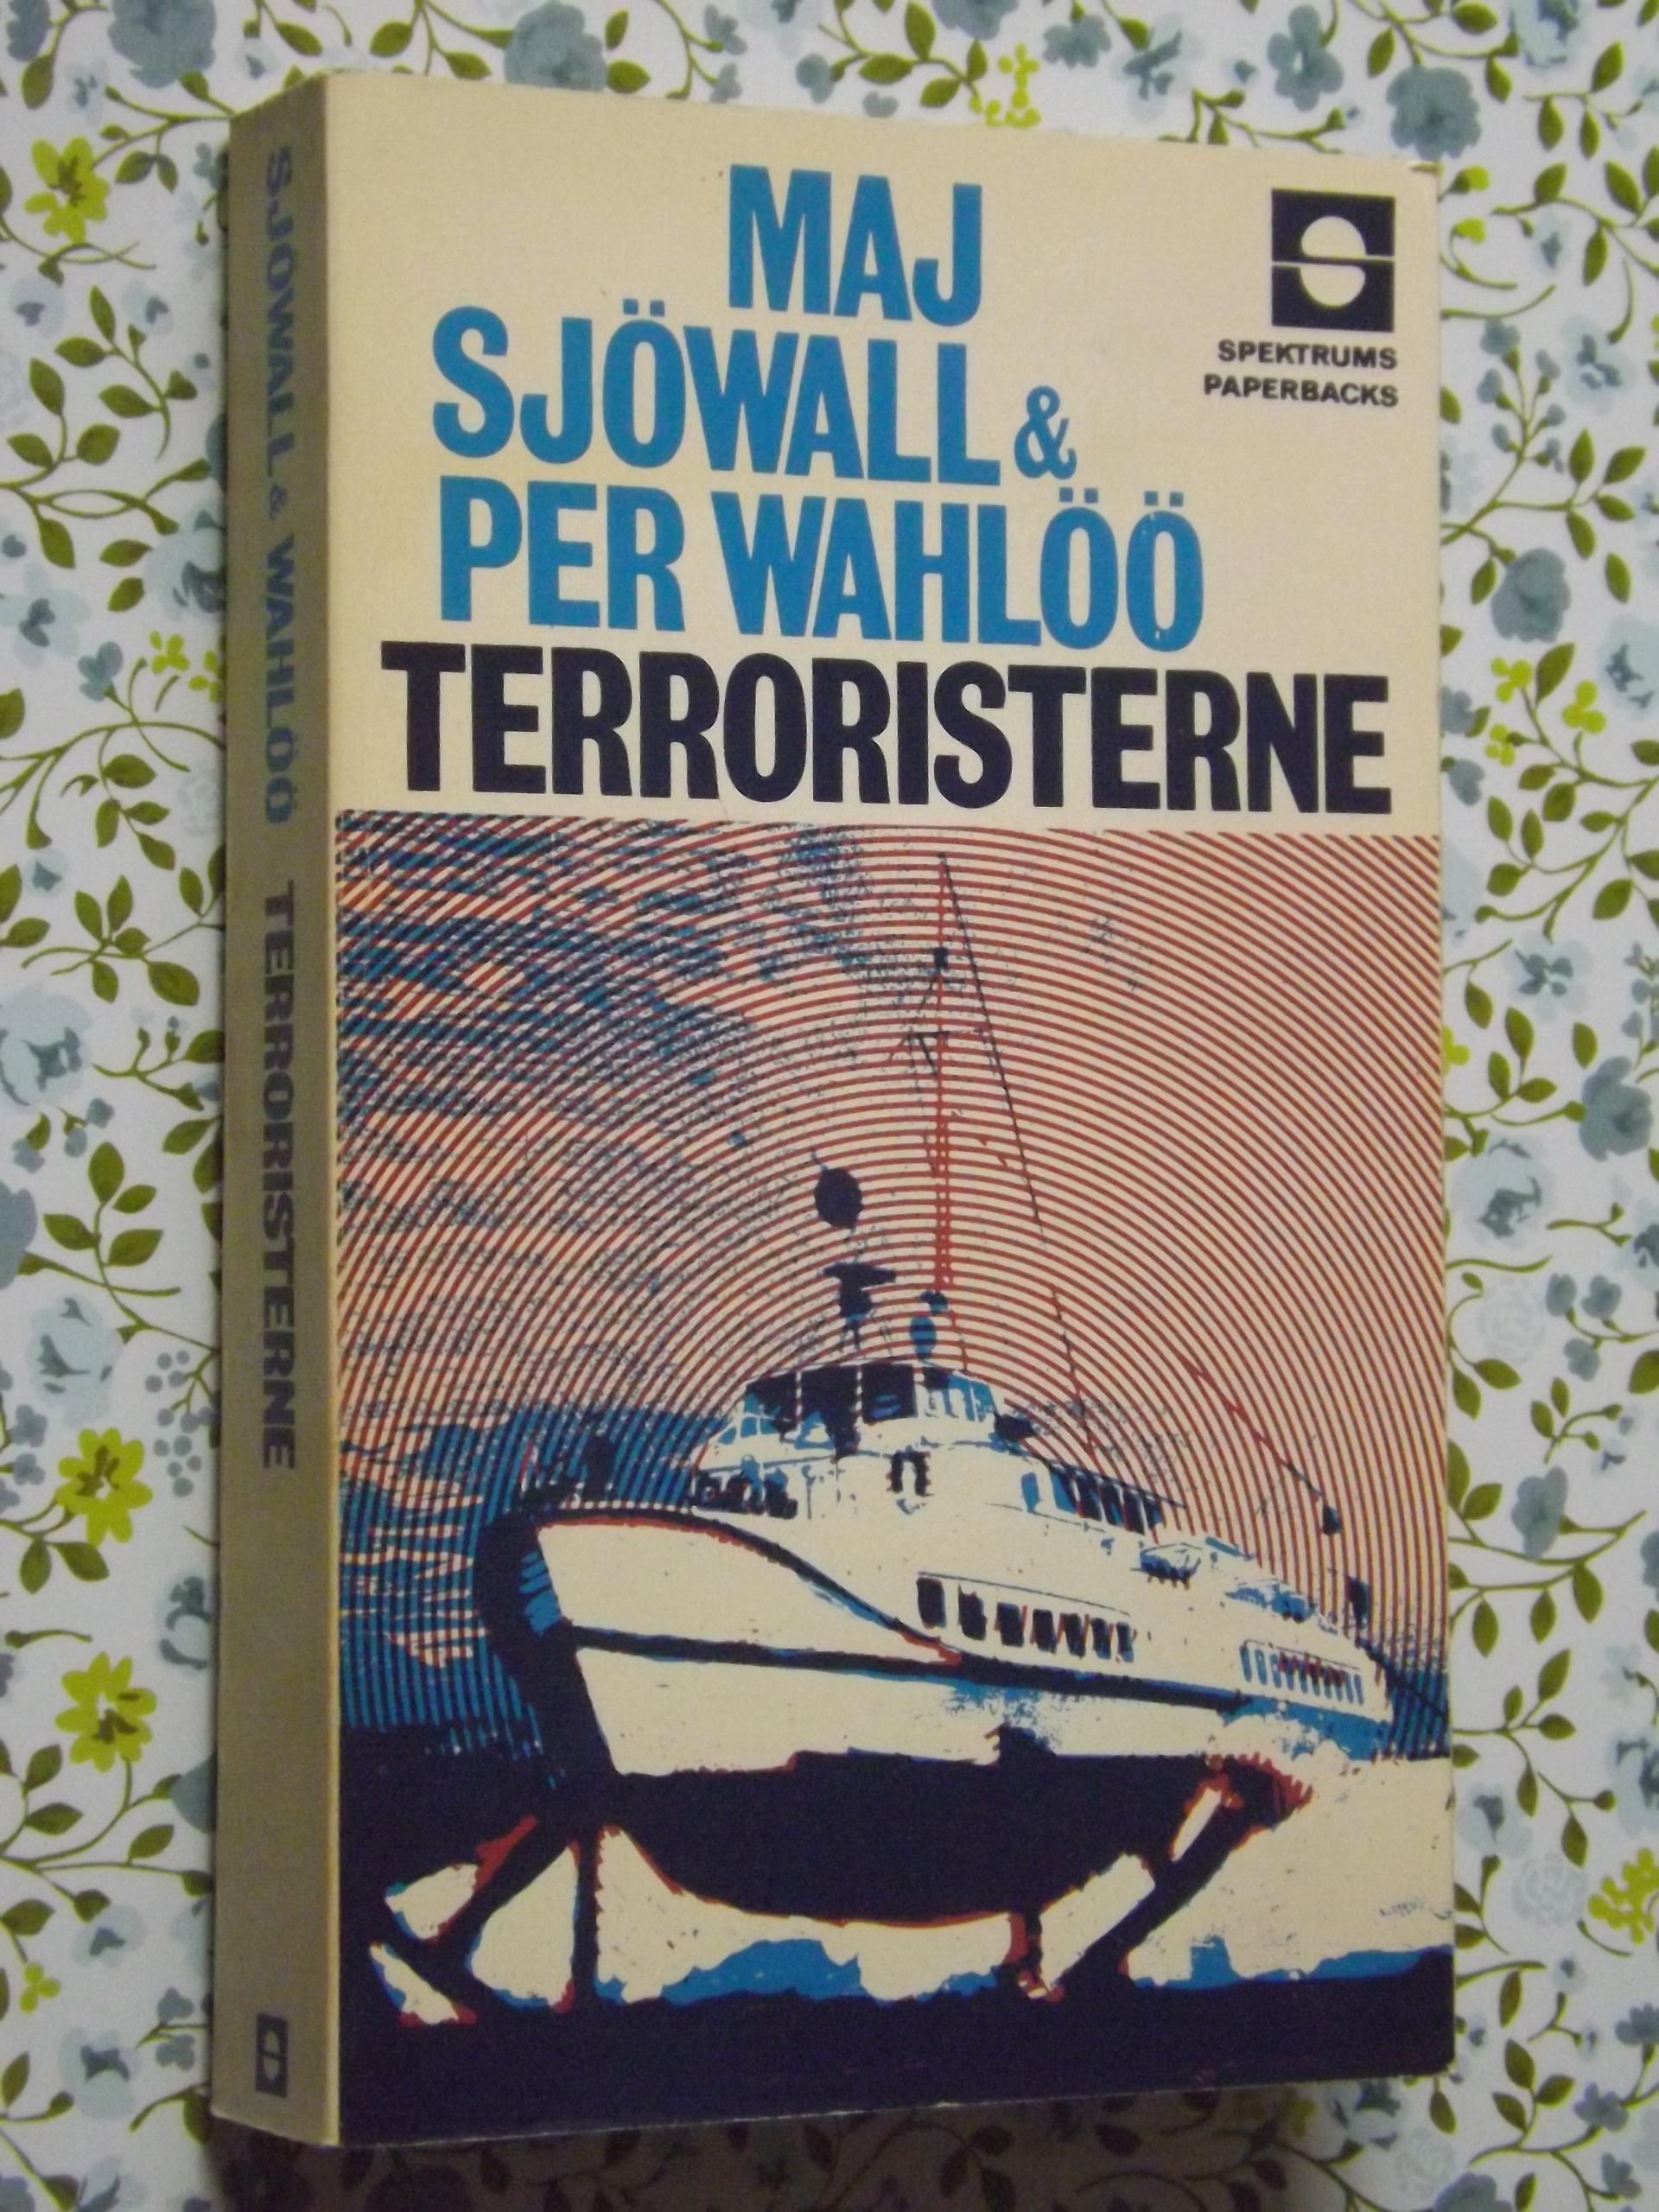 MAJ
SJÖWALL &
PER WAHLÖÖ
TERRORISTERNE
S
SPEKTRUMS
PAPERBACKS
SJÖWALL & WAHLÖÖ TERRORISTERNE